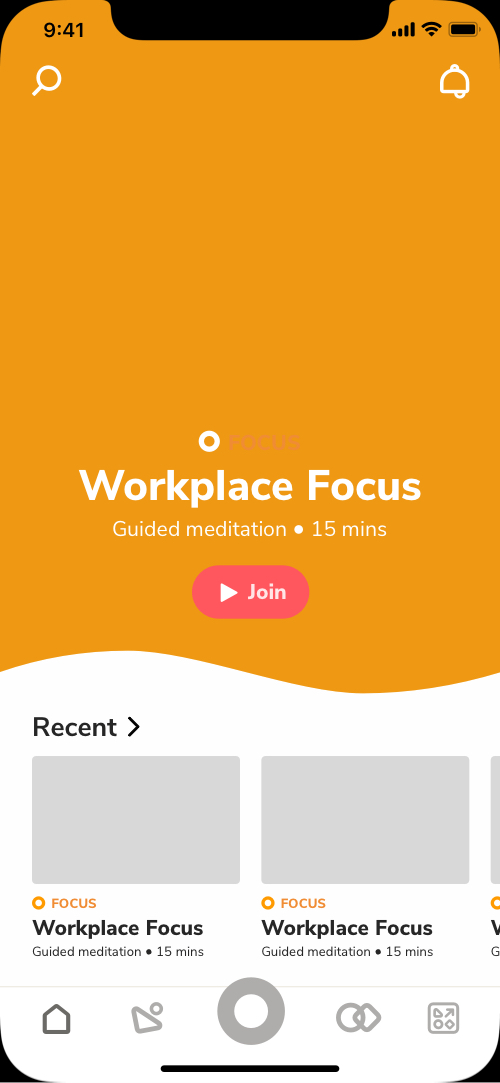 9:41
FOCUS
Workplace Focus
Guided meditation • 15 mins
Join
Recent
FOCUS
Workplace Focus
Guided meditation • 15 mins
FOCUS
Workplace Focus
Guided meditation • 15 mins